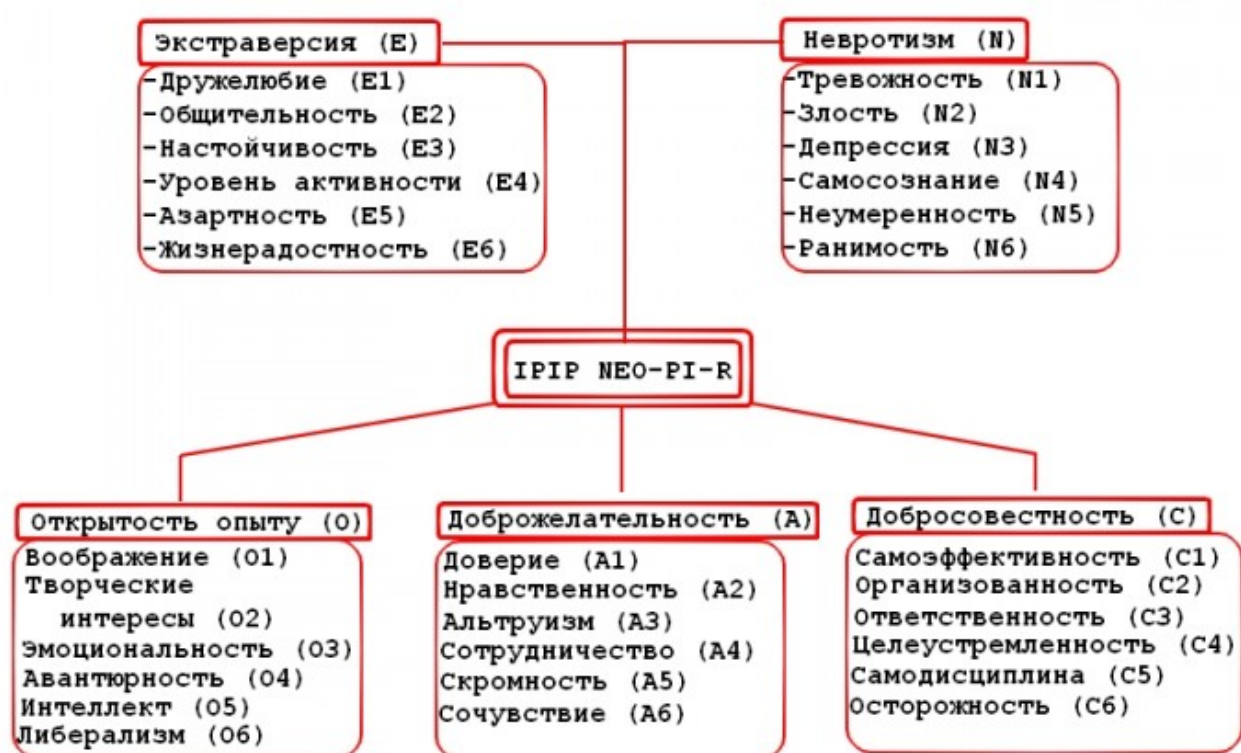 Экстраверсия (E)
-Дружелюбие (E1)
-Общительность (E2)
-Настойчивость (E3)
-Уровень активности (E4)
-Азартность (E5)
-Жизнерадостность (E6)
Невротизм (N)
-Тревожность (N1)
-Злость (N2)
-Депрессия (N3)
-Самосознание (N4)
-Неумеренность (N5)
-Ранимость (N6)
IPIP NEO-PI-R
Открытость опыту (O)
Воображение (O1)
Творческие
интересы (O2)
Эмоциональность (O3)
Авантюрность (O4)
Интеллект (O5)
Либерализм (O6)
Доброжелательность (A)
Доверие (A1)
Нравственность (A2)
Альтруизм (A3)
Сотрудничество (A4)
Скромность (A5)
Сочувствие (A6)
Добросовестность (C)
Самоэффективность (C1)
Организованность (C2)
Ответственность (C3)
Целеустремленность (C4)
Самодисциплина (C5)
Осторожность (C6)